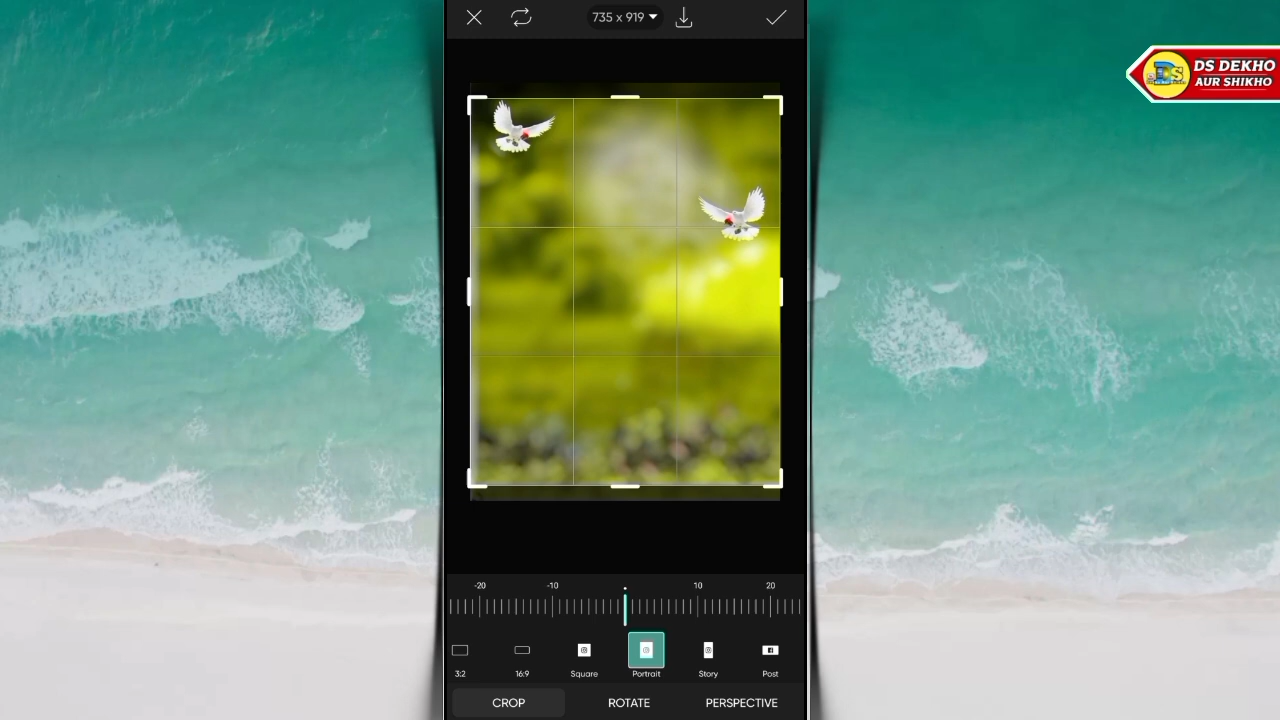 735 x 919
DS DEKHO
AUR SHIKHO
DS
-20 -10 10 20
3:2 16:9 Square Portrait Story Post
CROP ROTATE PERSPECTIVE